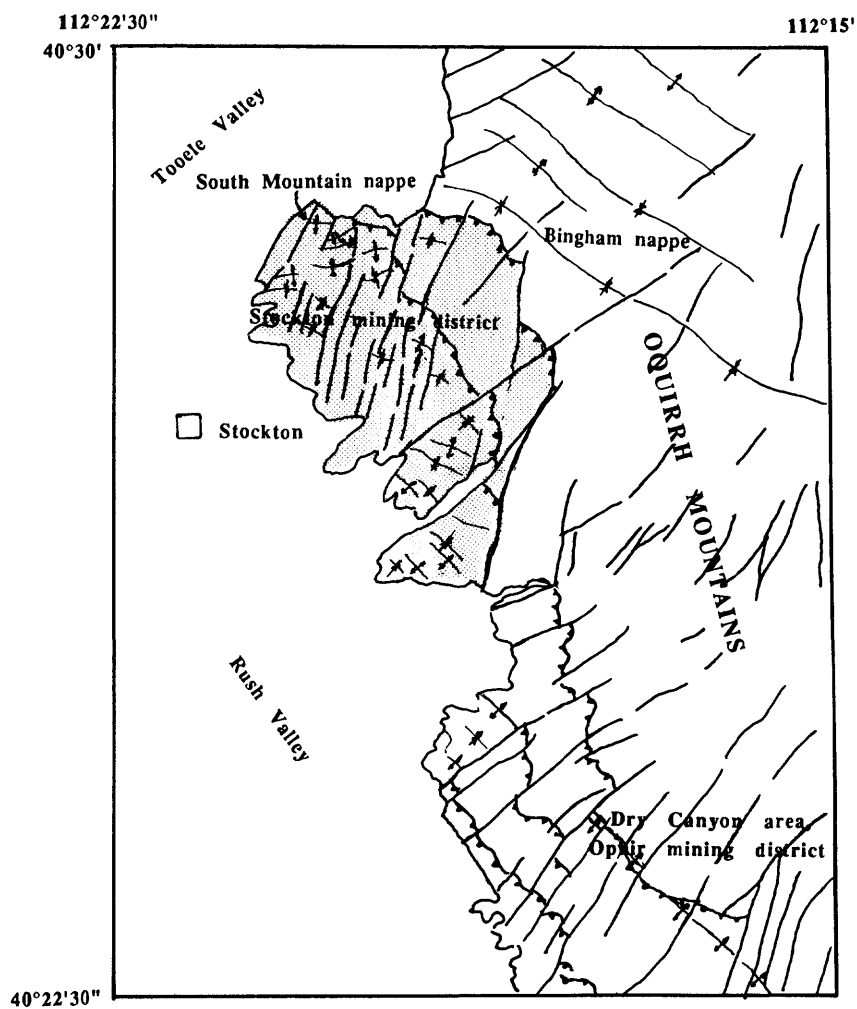 112°22'30"
112°15'
40°30'
Tooele Valley
South Mountain nappe
Bingham nappe
Stockton mining district
OQUIRRH MOUNTAINS
Stockton
Rush Valley
Dry Canyon area,
Ophir mining district
40°22'30"